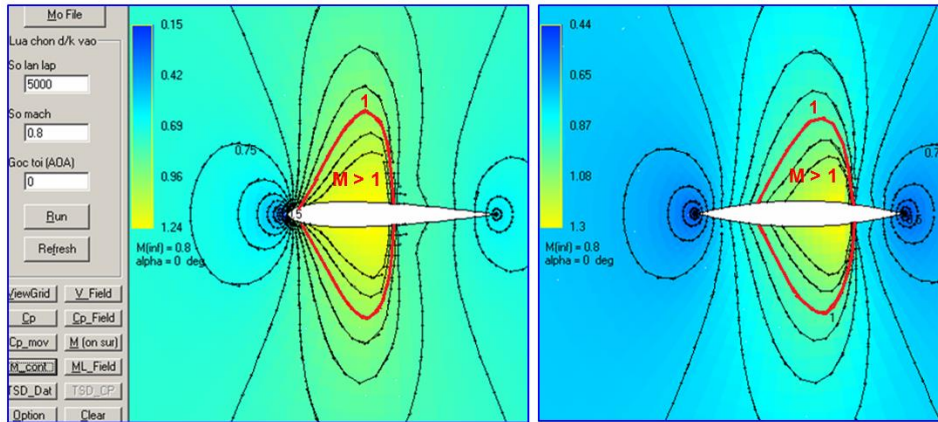 Mo File
Lua chon d/k vao
So lan lap
5000
So mach
0.8
Goc toi (AOA)
0
Run
Refresh
ViewGrid V_Field
Cp Cp_Field
Cp_mov M (on sur)
M_cont ML_Field
TSD_Dat TSD_CP
Option Clear
0.15
0.42
0.69
0.96
1.24
M(inf) = 0.8
alpha = 0 deg
0.75
1
M > 1
0.44
0.65
0.87
1.08
1.3
M(inf) = 0.8
alpha = 0 deg
1
M > 1
1